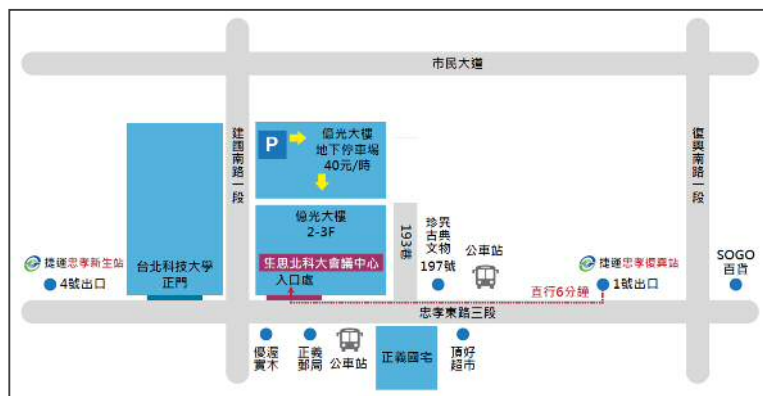 市民大道
建國南路一段
復興南路一段
P
億光大樓
地下停車場
40元/時
億光大樓
2-3F
集思北科大會議中心
入口處
193巷
珍異
古典
文物
197號
公車站
捷運忠孝新生站
4號出口
台北科技大學
正門
捷運忠孝復興站
1號出口
SOGO
百貨
直行6分鐘
忠孝東路三段
優渥
實木
正義
郵局
公車站
正義國宅
頂好
超市